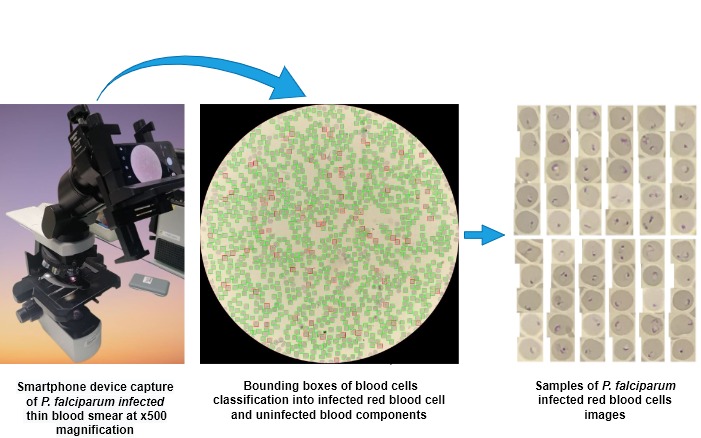 Smartphone device capture
of P. falciparum infected
thin blood smear at x500
magnification
Bounding boxes of blood cells
classification into infected red blood cell
and uninfected blood components
Samples of P. falciparum
infected red blood cells
images